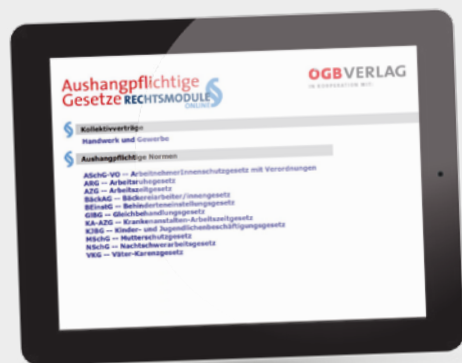 Aushangpflichtige
Gesetze RECHTSMODULE
ONLINE
ÖGBVERLAG
IN KOOPERATION MIT:
§ Kollektivverträge
Handwerk und Gewerbe
§ Aushangpflichtige Normen
ASchG-VO -- ArbeitnehmerInnenschutzgesetz mit Verordnungen
ARG -- Arbeitsruhegesetz
AZG -- Arbeitszeitgesetz
BäckAG -- Bäckereiarbeiter/innengesetz
BEinstG -- Behinderteneinstellungsgesetz
GlBG -- Gleichbehandlungsgesetz
KA-AZG -- Krankenanstalten-Arbeitszeitgesetz
KJBG -- Kinder- und Jugendlichenbeschäftigungsgesetz
MSchG -- Mutterschutzgesetz
NSchG -- Nachtschwerarbeitsgesetz
VKG -- Väter-Karenzgesetz